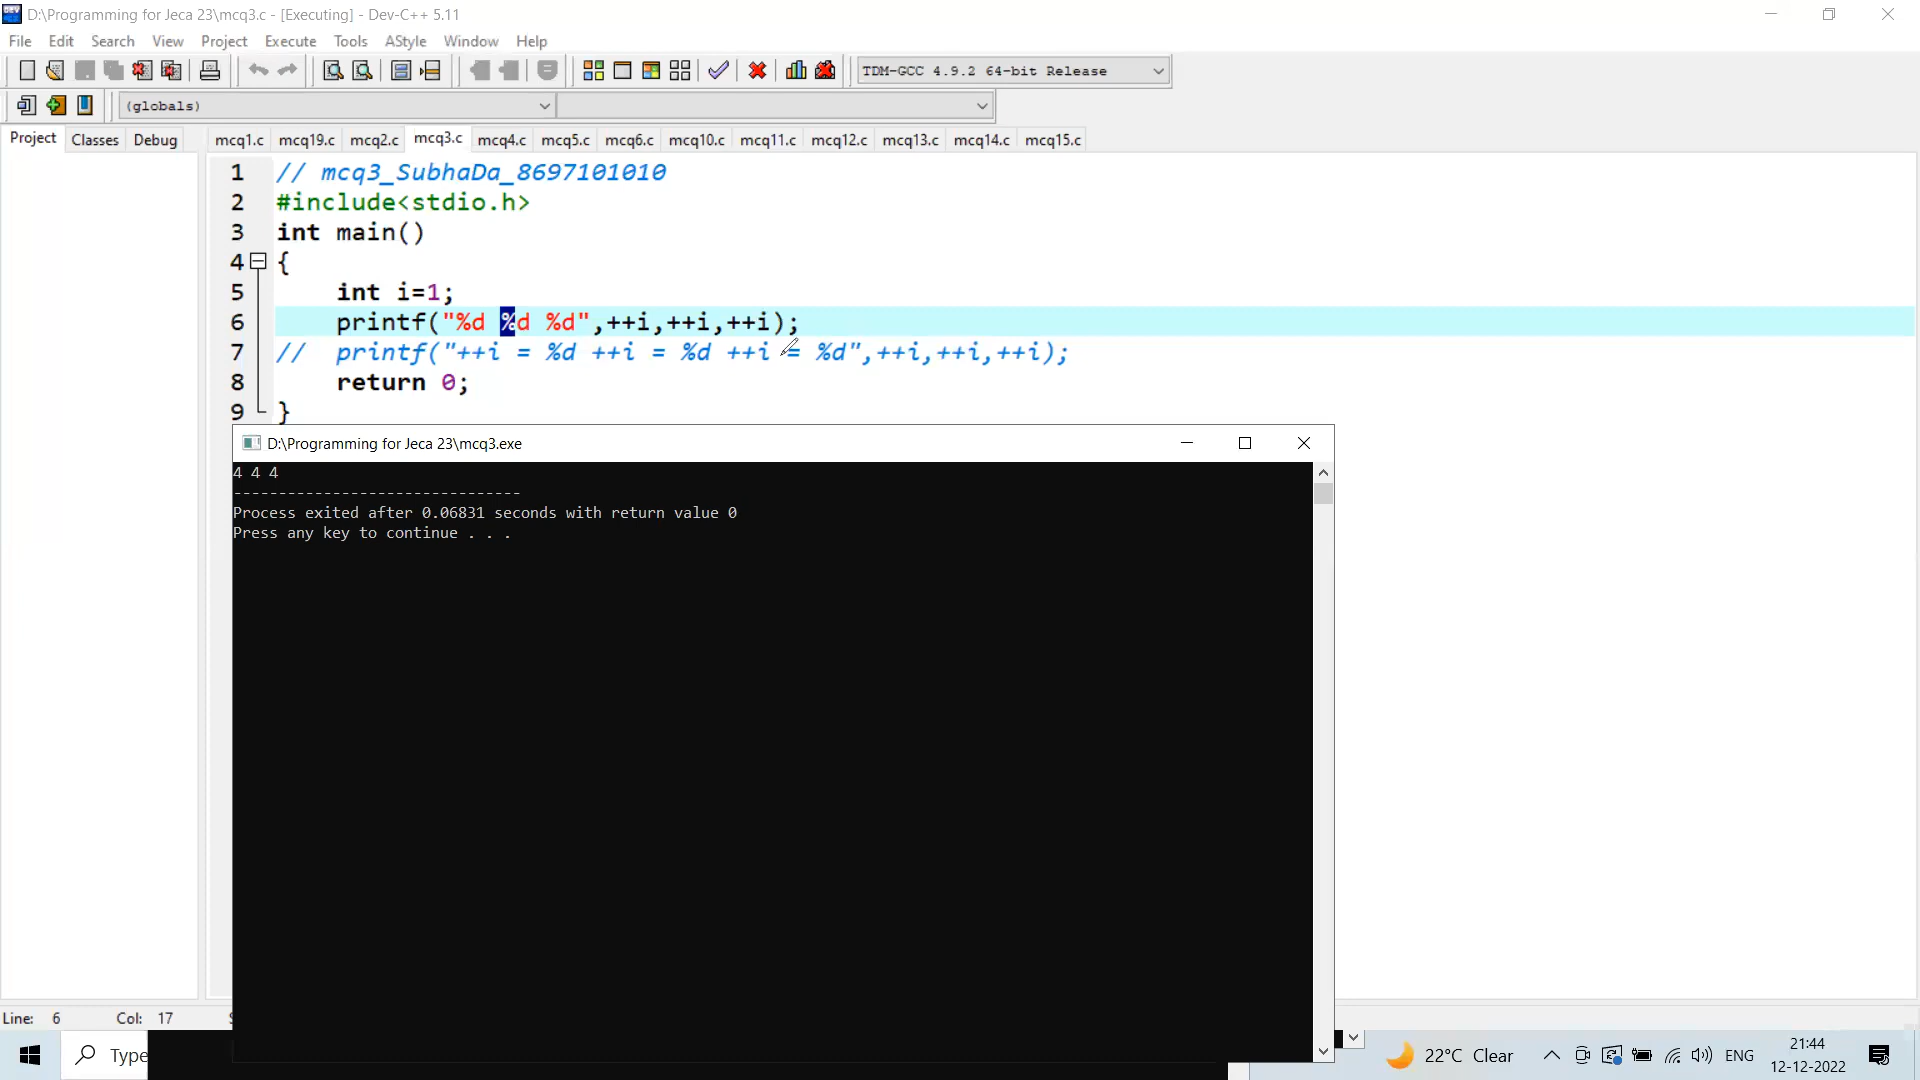 D:\Programming for Jeca 23\mcq3.c - [Executing] - Dev-C++ 5.11
File Edit Search View Project Execute Tools AStyle Window Help
TDM-GCC 4.9.2 64-bit Release
(globals)
Project Classes Debug mcq1.c mcq19.c mcq2.c mcq3.c mcq4.c mcq5.c mcq6.c mcq10.c mcq11.c mcq12.c mcq13.c mcq14.c mcq15.c
1 // mcq3_SubhaDa_8697101010
2 #include<stdio.h>
3 int main()
4 {
5 int i=1;
6 printf("%d %d %d",++i,++i,++i);
7 // printf("++i = %d ++i = %d ++i = %d",++i,++i,++i);
8 return 0;
9 }
D:\Programming for Jeca 23\mcq3.exe
4 4 4
--------------------------------
Process exited after 0.06831 seconds with return value 0
Press any key to continue . . .
Line: 6 Col: 17
Type
22°C Clear
ENG
21:44
12-12-2022